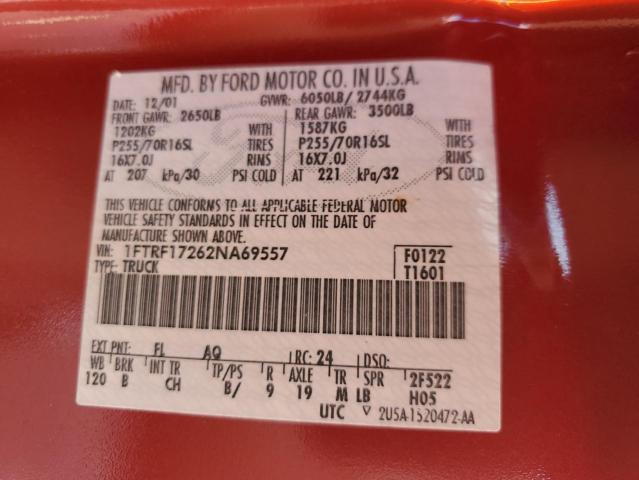 MFD. BY FORD MOTOR CO. IN U.S.A.
DATE: 12/01 GVWR: 6050LB/ 2744KG
FRONT GAWR: 2650LB REAR GAWR: 3500LB
1202KG WITH 1587KG WITH
P255/70R16SL TIRES P255/70R16SL TIRES
16X7.0J RINS 16X7.0J RINS
AT 207 kPa/30 PSI COLD AT 221 kPa/32 PSI COLD
THIS VEHICLE CONFORMS TO ALL APPLICABLE FEDERAL MOTOR
VEHICLE SAFETY STANDARDS IN EFFECT ON THE DATE OF
MANUFACTURE SHOWN ABOVE.
VIN: 1FTRF17262NA69557 F0122
TYPE: TRUCK T1601
EXT PNT: FL AQ RC: 24 DSO:
WB BRK INT TR TP/PS R AXLE TR SPR 2F522
120 B CH B/ 9 19 M LB H05
UTC ▽ 2U5A-1520472-AA